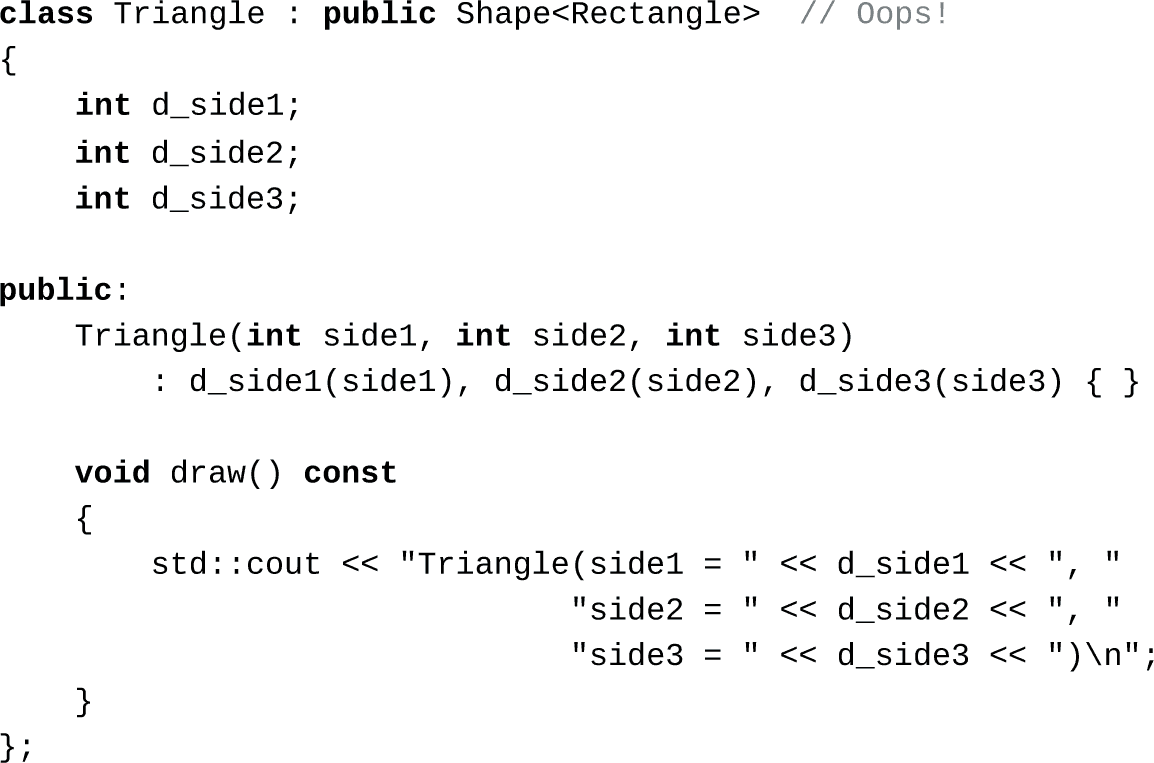 class Triangle : public Shape<Rectangle>  // Oops!
{
    int d_side1;
    int d_side2;
    int d_side3;

public:
    Triangle(int side1, int side2, int side3)
        : d_side1(side1), d_side2(side2), d_side3(side3) { }

    void draw() const
    {
        std::cout << "Triangle(side1 = " << d_side1 << ", "
                              "side2 = " << d_side2 << ", "
                              "side3 = " << d_side3 << ")\n";
    }
};